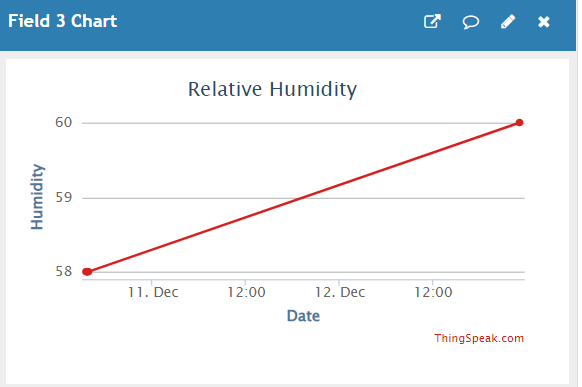 Field 3 Chart
Relative Humidity
60
59
58
Humidity
11. Dec 12:00 12. Dec 12:00
Date
ThingSpeak.com